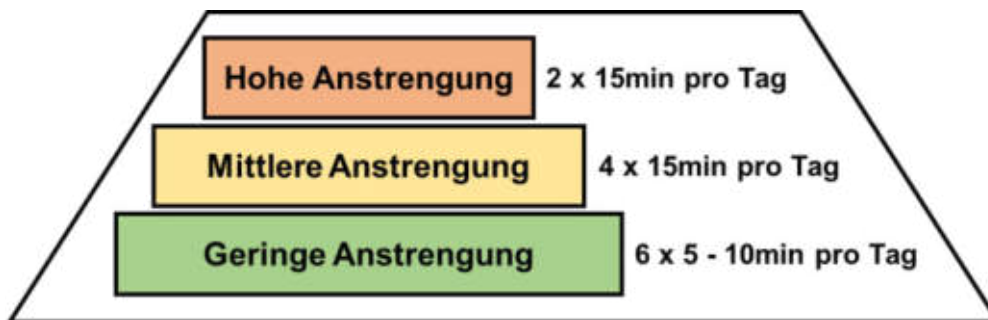 Hohe Anstrengung 2 x 15min pro Tag
Mittlere Anstrengung 4 x 15min pro Tag
Geringe Anstrengung 6 x 5 - 10min pro Tag